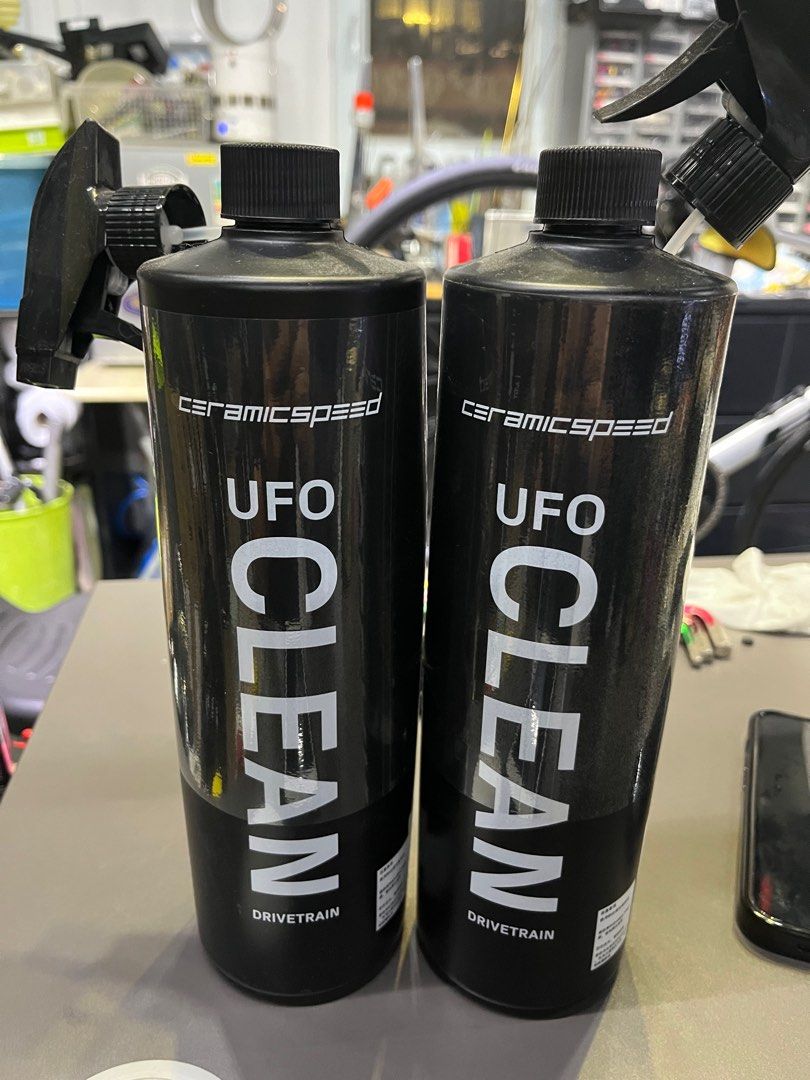 ceramicspeed
UFO
CLEAN
DRIVETRAIN
ceramicspeed
UFO
CLEAN
DRIVETRAIN